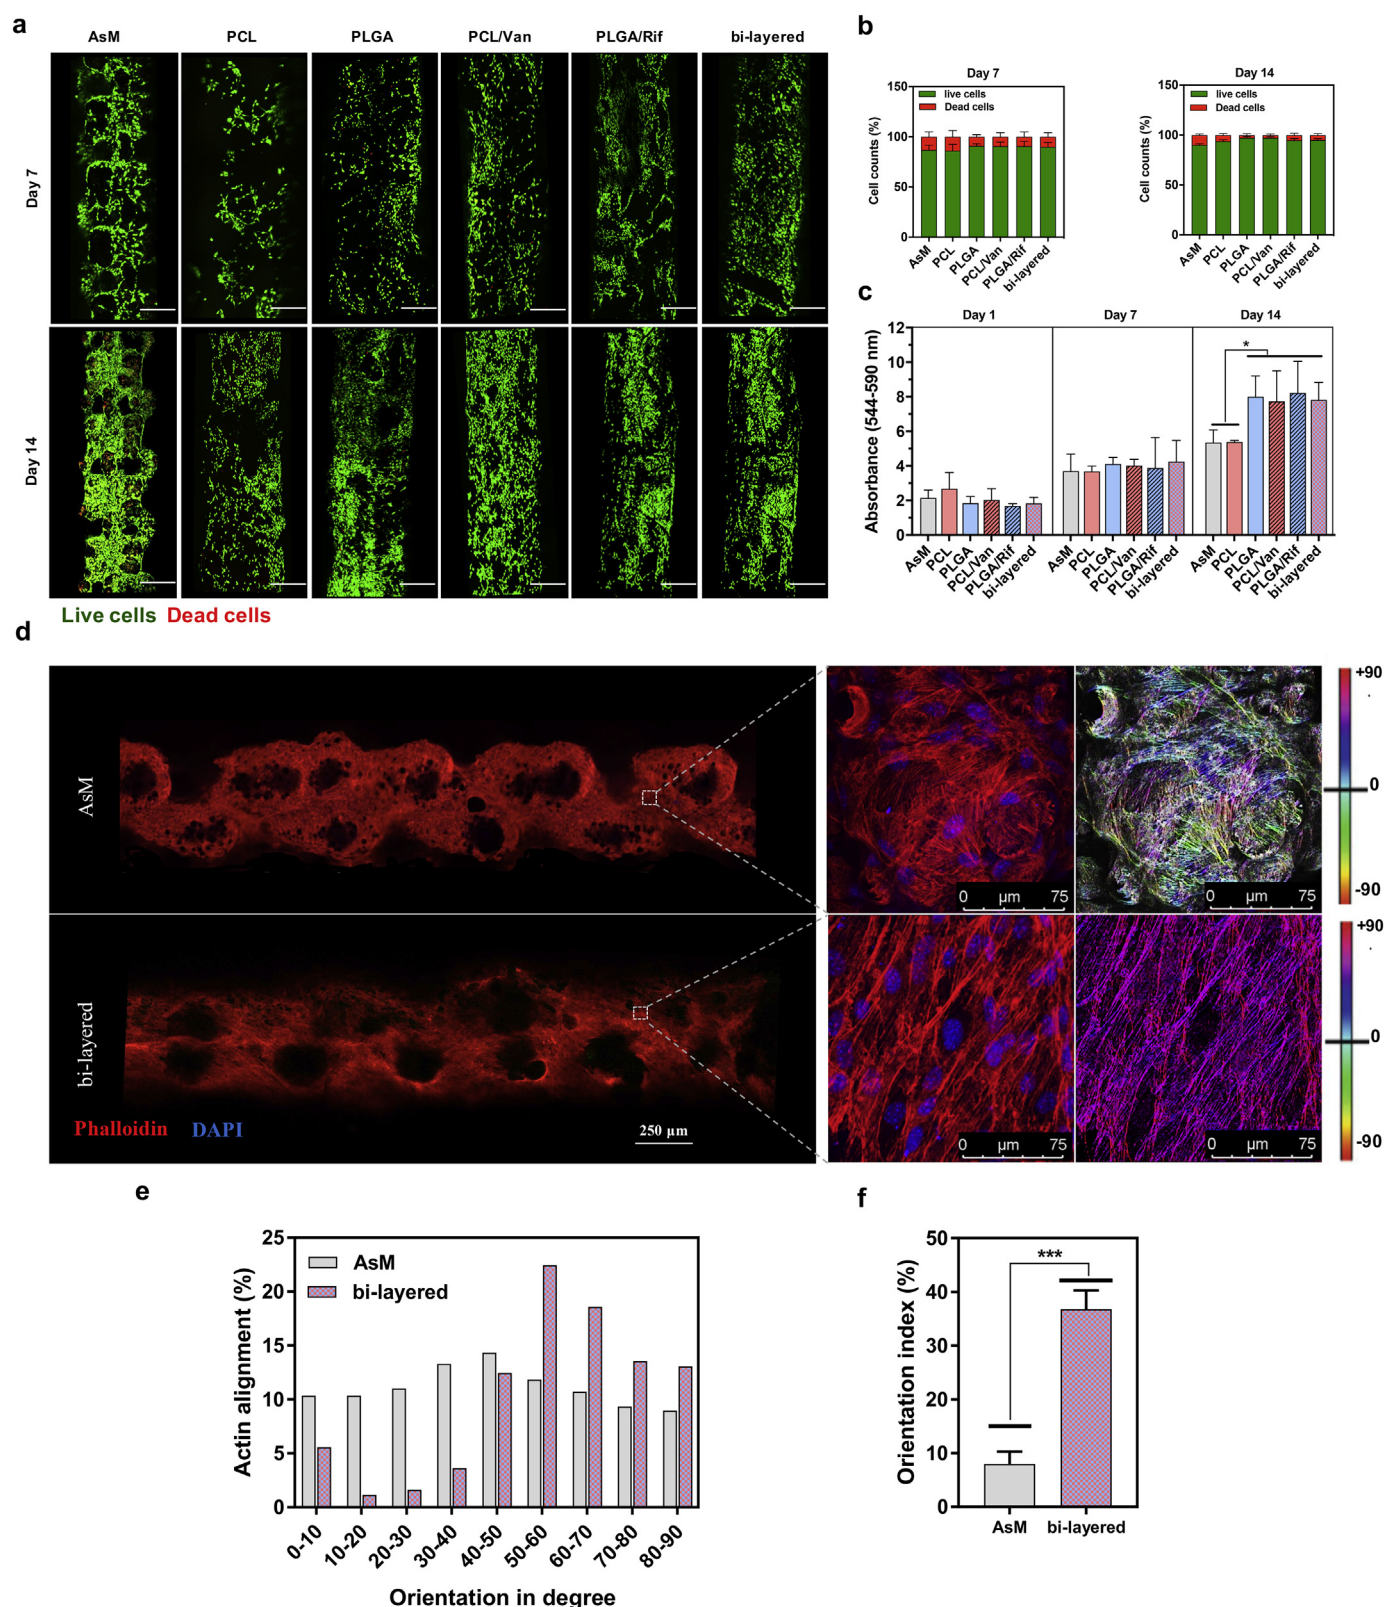 a
AsM PCL PLGA PCL/Van PLGA/Rif bi-layered
Day 7
Day 14
Live cells Dead cells
b
Day 7
live cells
Dead cells
Cell counts (%)
150
100
50
0
AsM PCL PLGA PCL/Van PLGA/Rif bi-layered
Day 14
live cells
Dead cells
Cell counts (%)
150
100
50
0
AsM PCL PLGA PCL/Van PLGA/Rif bi-layered
c
Day 1 Day 7 Day 14
Absorbance (544-590 nm)
12
10
8
6
4
2
0
*
AsM PCL PLGA PCL/Van PLGA/Rif bi-layered
AsM PCL PLGA PCL/Van PLGA/Rif bi-layered
AsM PCL PLGA PCL/Van PLGA/Rif bi-layered
d
AsM
0 µm 75
0 µm 75
+90
0
-90
bi-layered
Phalloidin DAPI
250 µm
0 µm 75
0 µm 75
+90
0
-90
e
AsM
bi-layered
Actin alignment (%)
25
20
15
10
5
0
0-10 10-20 20-30 30-40 40-50 50-60 60-70 70-80 80-90
Orientation in degree
f
Orientation index (%)
50
40
30
20
10
0
***
AsM bi-layered